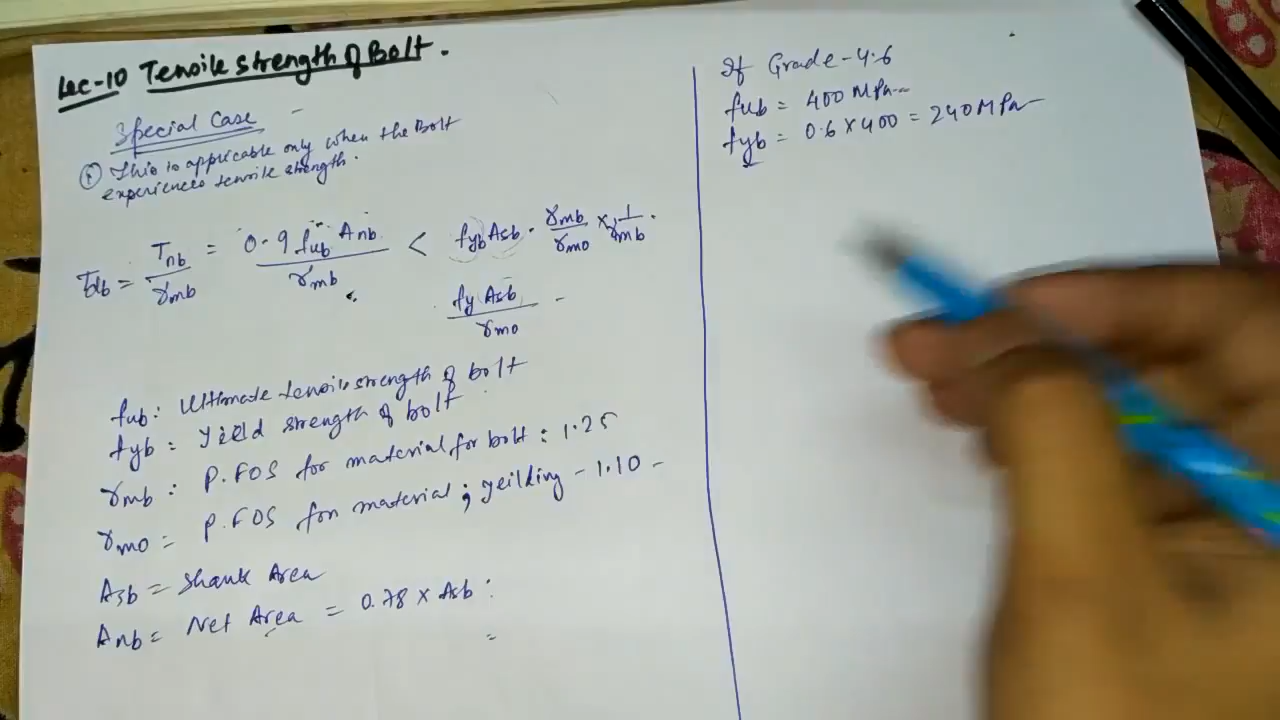 Lec-10 Tensile strength of Bolt.
Special Case
* This is applicable only when the Bolt
experiences tensile strength.
Tdb = Tnb/γmb = 0.9 fub Anb/γmb < fyb Asb · γmb/γmo × 1/γmb.
fy Asb/γmo
fub: Ultimate tensile strength of bolt
fyb = Yield strength of bolt
γmb: P.FOS for material for bolt: 1.25
γmo = P.FOS for material; yeilding - 1.10
Asb = Shank Area
Anb = Net Area = 0.78 × Asb :
If Grade - 4.6
fub = 400 MPa
fyb = 0.6 × 400 = 240 MPa